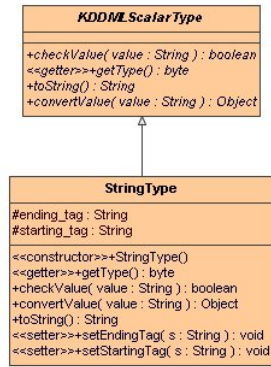 KDDMLScalarType
+checkValue( value : String ) : boolean
<<getter>>+getType() : byte
+toString() : String
+convertValue( value : String ) : Object
StringType
#ending_tag : String
#starting_tag : String
<<constructor>>+StringType()
<<getter>>+getType() : byte
+checkValue( value : String ) : boolean
+convertValue( value : String ) : Object
+toString() : String
<<setter>>+setEndingTag( s : String ) : void
<<setter>>+setStartingTag( s : String ) : void